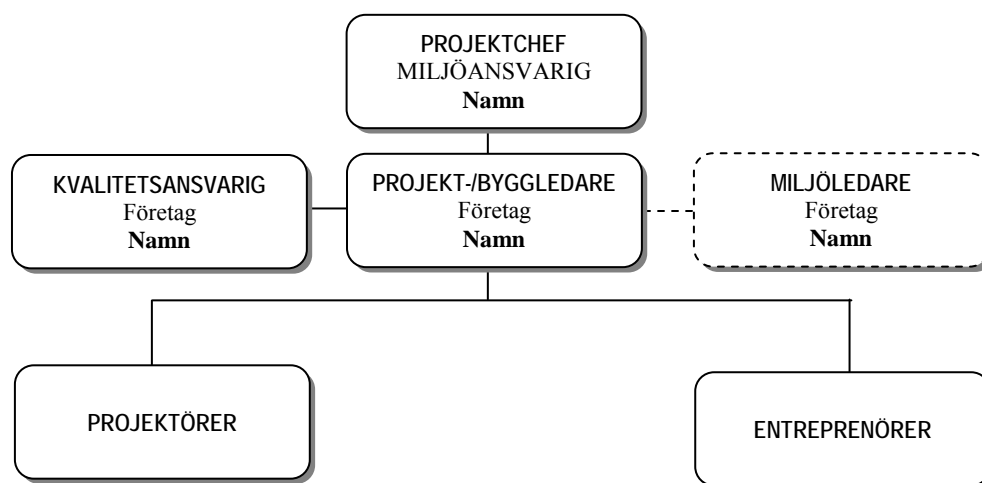 PROJEKTCHEF
MILJÖANSVARIG
Namn
KVALITETSANSVARIG
Företag
Namn
PROJEKT-/BYGGLEDARE
Företag
Namn
MILJÖLEDARE
Företag
Namn
PROJEKTÖRER
ENTREPRENÖRER